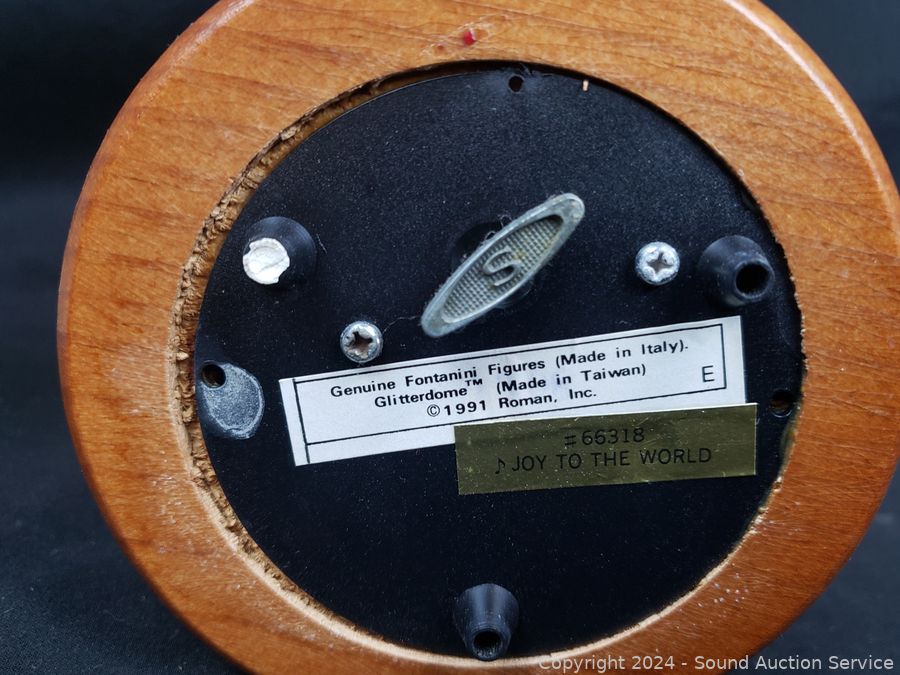 Genuine Fontanini Figures (Made in Italy).
Glitterdome™ (Made in Taiwan)
©1991 Roman, Inc.
E
#66318
♪ JOY TO THE WORLD
Copyright © 2024 - Sound Auction Service